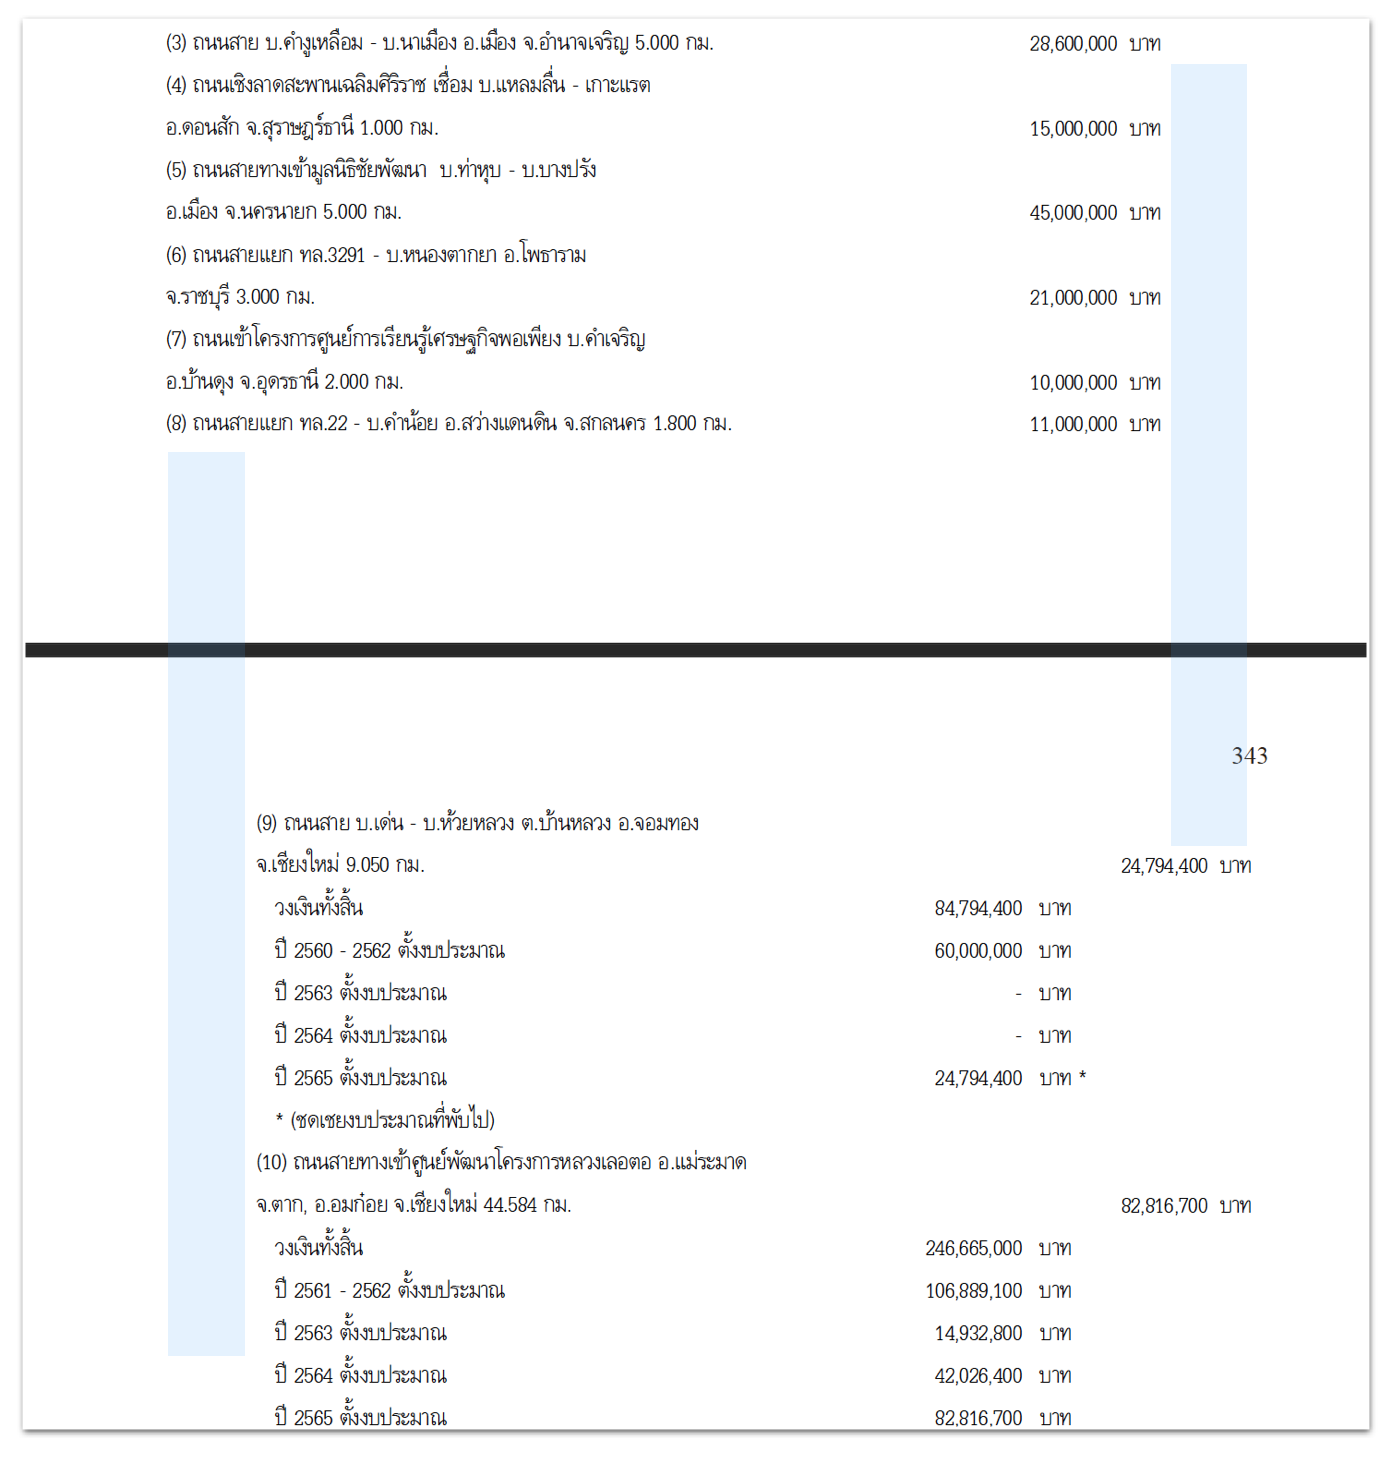 (3) ถนนสาย บ.คำงูเหลือม - บ.นาเมือง อ.เมือง จ.อำนาจเจริญ 5.000 กม. 28,600,000 บาท
(4) ถนนเชิงลาดสะพานเฉลิมศิริราช เชื่อม บ.แหลมลื่น - เกาะแรต
อ.ดอนสัก จ.สุราษฎร์ธานี 1.000 กม. 15,000,000 บาท
(5) ถนนสายทางเข้ามูลนิธิชัยพัฒนา บ.ท่าหุบ - บ.บางปรัง
อ.เมือง จ.นครนายก 5.000 กม. 45,000,000 บาท
(6) ถนนสายแยก ทล.3291 - บ.หนองตากยา อ.โพธาราม
จ.ราชบุรี 3.000 กม. 21,000,000 บาท
(7) ถนนเข้าโครงการศูนย์การเรียนรู้เศรษฐกิจพอเพียง บ.คำเจริญ
อ.บ้านดุง จ.อุดรธานี 2.000 กม. 10,000,000 บาท
(8) ถนนสายแยก ทล.22 - บ.คำน้อย อ.สว่างแดนดิน จ.สกลนคร 1.800 กม. 11,000,000 บาท
343
(9) ถนนสาย บ.เด่น - บ.ห้วยหลวง ต.บ้านหลวง อ.จอมทอง
จ.เชียงใหม่ 9.050 กม. 24,794,400 บาท
วงเงินทั้งสิ้น 84,794,400 บาท
ปี 2560 - 2562 ตั้งงบประมาณ 60,000,000 บาท
ปี 2563 ตั้งงบประมาณ - บาท
ปี 2564 ตั้งงบประมาณ - บาท
ปี 2565 ตั้งงบประมาณ 24,794,400 บาท *
* (ชดเชยงบประมาณที่พับไป)
(10) ถนนสายทางเข้าศูนย์พัฒนาโครงการหลวงเลอตอ อ.แม่ระมาด
จ.ตาก, อ.อมก๋อย จ.เชียงใหม่ 44.584 กม. 82,816,700 บาท
วงเงินทั้งสิ้น 246,665,000 บาท
ปี 2561 - 2562 ตั้งงบประมาณ 106,889,100 บาท
ปี 2563 ตั้งงบประมาณ 14,932,800 บาท
ปี 2564 ตั้งงบประมาณ 42,026,400 บาท
ปี 2565 ตั้งงบประมาณ 82,816,700 บาท